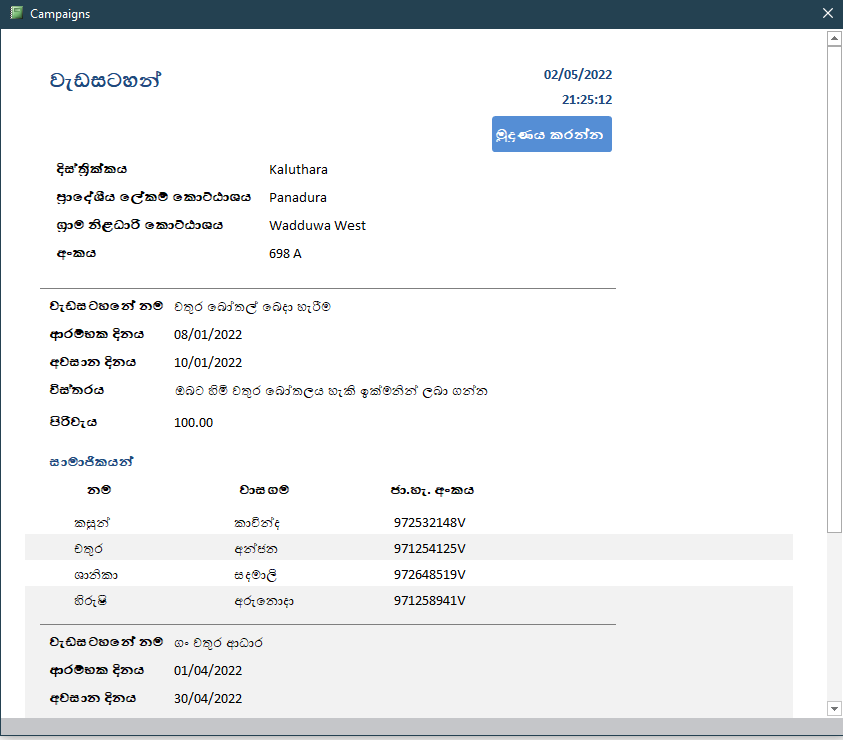 Campaigns
වැඩසටහන්
02/05/2022
21:25:12
මුද්‍රණය කරන්න
දිස්ත්‍රික්කය Kaluthara
ප්‍රාදේශීය ලේකම් කොට්ඨාශය Panadura
ග්‍රාම නිළධාරී කොට්ඨාශය Wadduwa West
අංකය 698 A
වැඩසටහනේ නම වතුර බෝතල් බෙදා හැරීම
ආරම්භක දිනය 08/01/2022
අවසාන දිනය 10/01/2022
විස්තරය ඔබට හිමි වතුර බෝතලය හැකි ඉක්මනින් ලබා ගන්න
පිරිවැය 100.00
සාමාජිකයන්
නම වාසගම ජා.හැ. අංකය
කසුන් කාවින්ද 972532148V
චතුර අන්ජන 971254125V
ශානිකා සඳමාලි 972648519V
හිරුෂි අරුනොදා 971258941V
වැඩසටහනේ නම ගං වතුර ආධාර
ආරම්භක දිනය 01/04/2022
අවසාන දිනය 30/04/2022